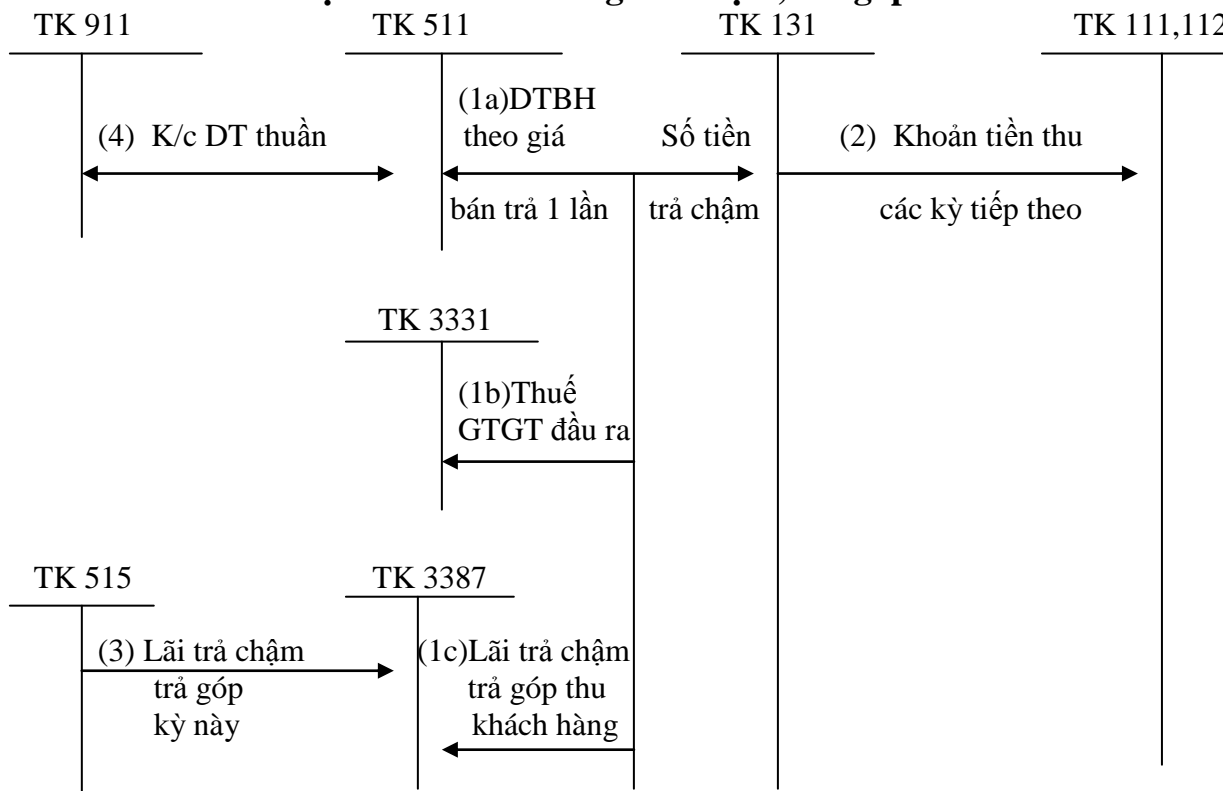 TK 911
TK 511
TK 131
TK 111,112
(1a)DTBH
(4) K/c DT thuần
theo giá
Số tiền
(2) Khoản tiền thu
bán trả 1 lần
trả chậm
các kỳ tiếp theo
TK 3331
(1b)Thuế
GTGT đầu ra
TK 515
TK 3387
(3) Lãi trả chậm
trả góp
kỳ này
(1c)Lãi trả chậm
trả góp thu
khách hàng